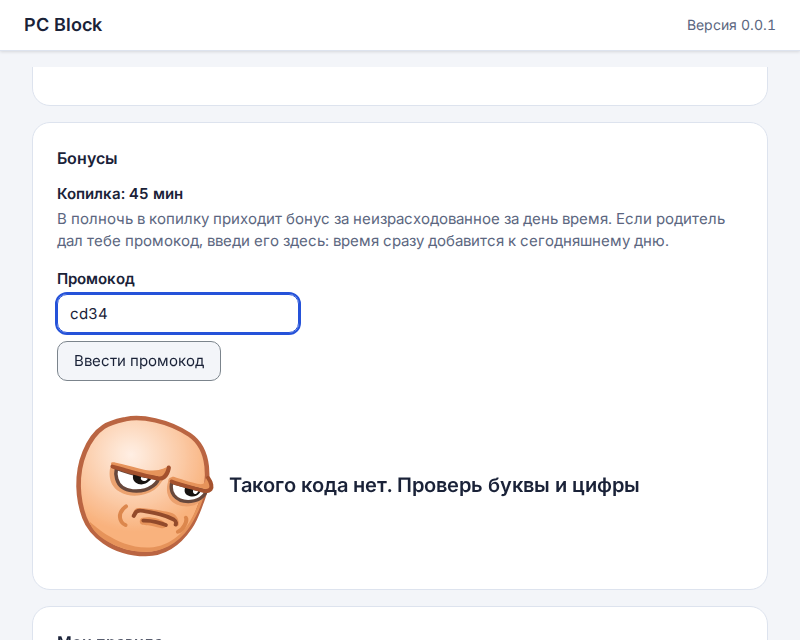 PC Block
Версия 0.0.1
Бонусы
Копилка: 45 мин
В полночь в копилку приходит бонус за неизрасходованное за день время. Если родитель
дал тебе промокод, введи его здесь: время сразу добавится к сегодняшнему дню.
Промокод
cd34
Ввести промокод
Такого кода нет. Проверь буквы и цифры